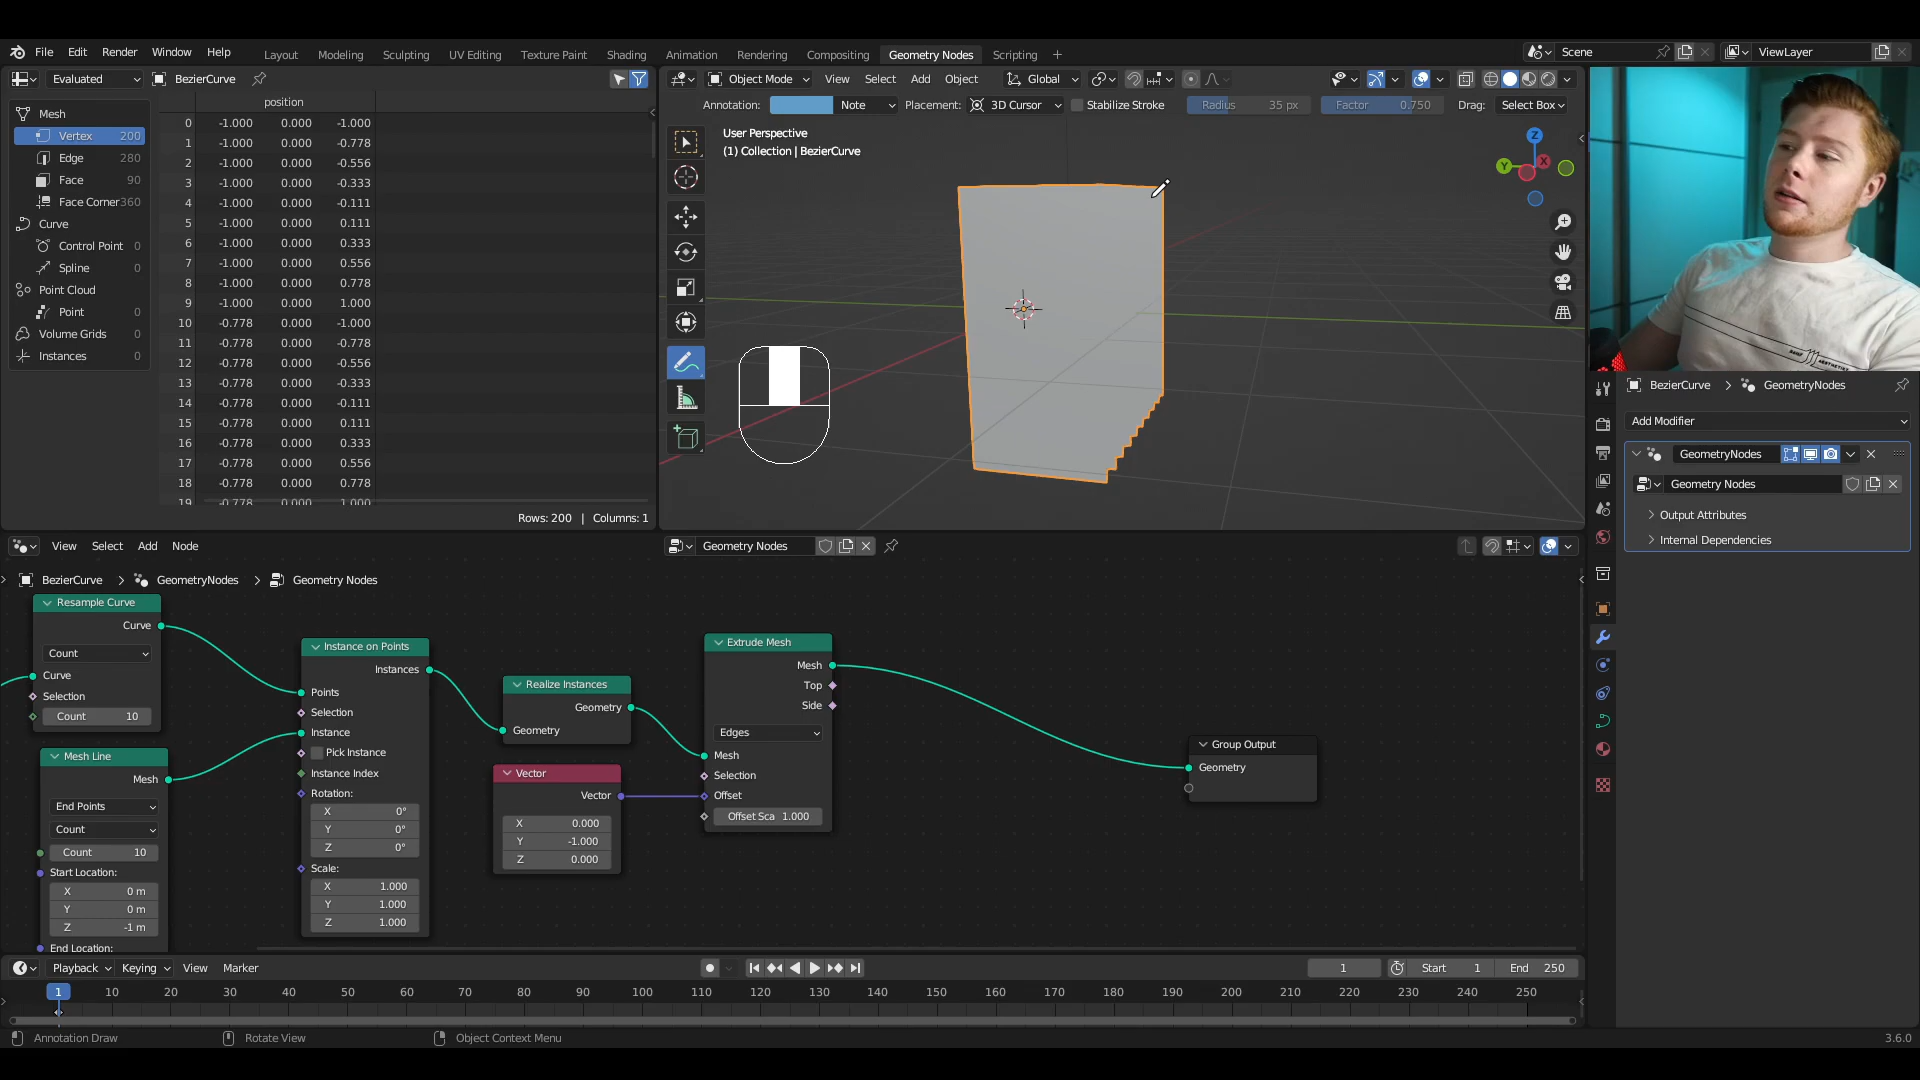 File Edit Render Window Help
Layout Modeling Sculpting UV Editing Texture Paint Shading Animation Rendering Compositing Geometry Nodes Scripting +
Scene ViewLayer
Evaluated BezierCurve
Object Mode View Select Add Object Global
Annotation: Note Placement: 3D Cursor Stabilize Stroke Radius 35 px Factor 0.750 Drag: Select Box
position
Mesh
Vertex 200
Edge 280
Face 90
Face Corner 360
Curve
Control Point 0
Spline 0
Point Cloud
Point 0
Volume Grids 0
Instances 0
0 -1.000 0.000 -1.000
1 -1.000 0.000 -0.778
2 -1.000 0.000 -0.556
3 -1.000 0.000 -0.333
4 -1.000 0.000 -0.111
5 -1.000 0.000 0.111
6 -1.000 0.000 0.333
7 -1.000 0.000 0.556
8 -1.000 0.000 0.778
9 -1.000 0.000 1.000
10 -0.778 0.000 -1.000
11 -0.778 0.000 -0.778
12 -0.778 0.000 -0.556
13 -0.778 0.000 -0.333
14 -0.778 0.000 -0.111
15 -0.778 0.000 0.111
16 -0.778 0.000 0.333
17 -0.778 0.000 0.556
18 -0.778 0.000 0.778
19 -0.778 0.000 1.000
Rows: 200 | Columns: 1
User Perspective
(1) Collection | BezierCurve
Z
Y
X
BezierCurve > GeometryNodes
Add Modifier
GeometryNodes
Geometry Nodes
Output Attributes
Internal Dependencies
View Select Add Node
Geometry Nodes
BezierCurve > GeometryNodes > Geometry Nodes
Resample Curve
Curve
Count
Curve
Selection
Count 10
Mesh Line
Mesh
End Points
Count
Count 10
Start Location:
X 0 m
Y 0 m
Z -1 m
End Location:
Instance on Points
Instances
Points
Selection
Instance
Pick Instance
Instance Index
Rotation:
X 0°
Y 0°
Z 0°
Scale:
X 1.000
Y 1.000
Z 1.000
Realize Instances
Geometry
Geometry
Vector
Vector
X 0.000
Y -1.000
Z 0.000
Extrude Mesh
Mesh
Top
Side
Edges
Mesh
Selection
Offset
Offset Sca 1.000
Group Output
Geometry
Playback Keying View Marker
1 Start 1 End 250
1 10 20 30 40 50 60 70 80 90 100 110 120 130 140 150 160 170 180 190 200 210 220 230 240 250
Annotation Draw Rotate View Object Context Menu
3.6.0